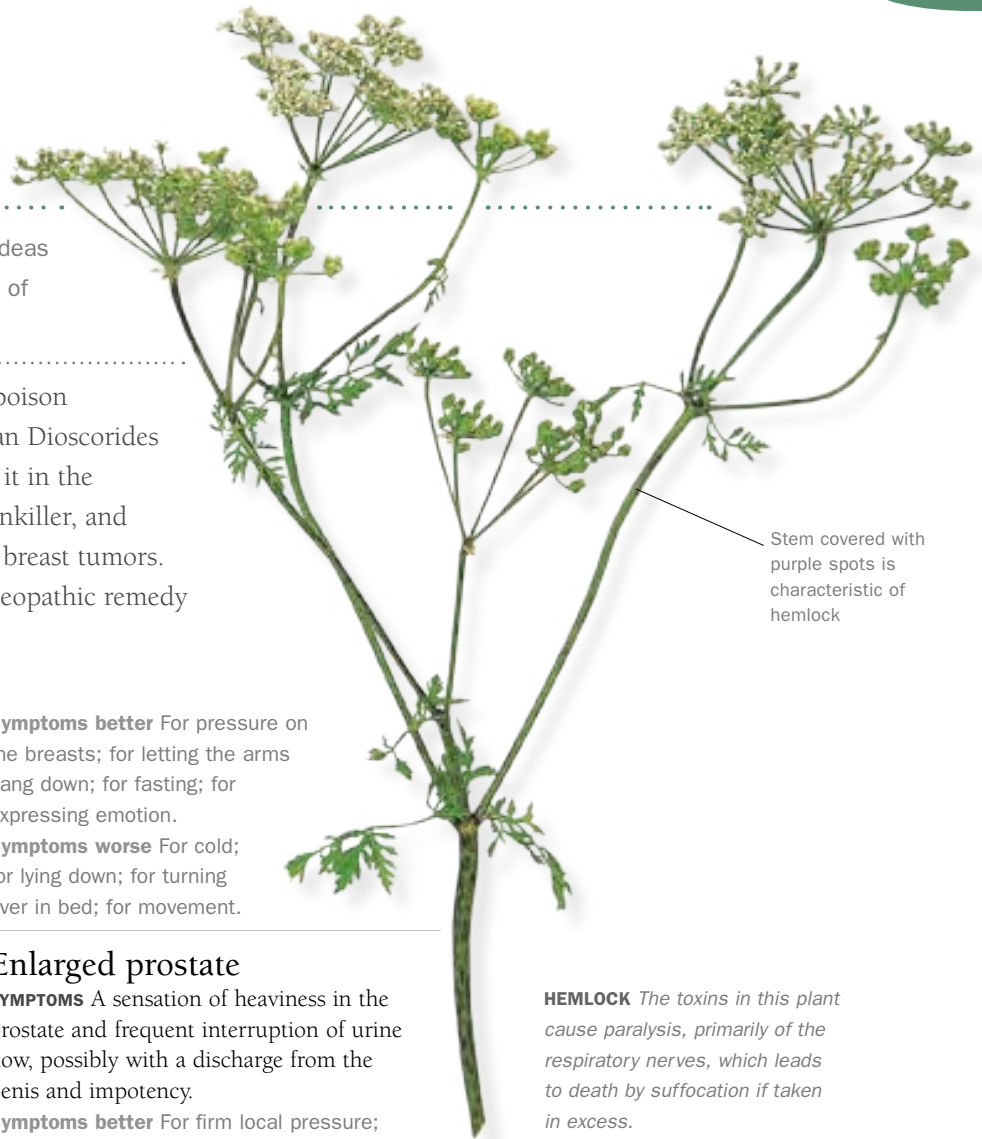 deas
of
poison
an Dioscorides
it in the
nkiller, and
breast tumors.
eopathic remedy
Stem covered with
purple spots is
characteristic of
hemlock
ymptoms better For pressure on
he breasts; for letting the arms
ang down; for fasting; for
xpressing emotion.
ymptoms worse For cold;
or lying down; for turning
ver in bed; for movement.
Enlarged prostate
YMPTOMS A sensation of heaviness in the
prostate and frequent interruption of urine
low, possibly with a discharge from the
penis and impotency.
ymptoms better For firm local pressure;
HEMLOCK The toxins in this plant
cause paralysis, primarily of the
respiratory nerves, which leads
to death by suffocation if taken
in excess.